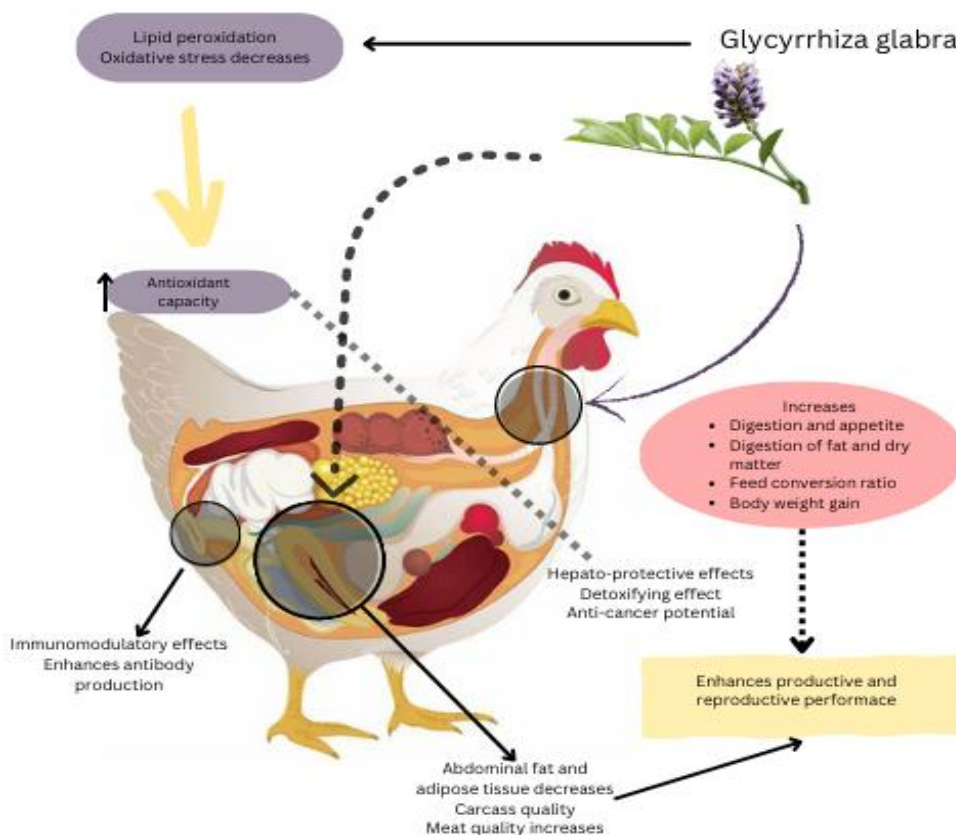 Lipid peroxidation
Oxidative stress decreases
Glycyrrhiza glabra
Antioxidant
capacity
Increases
• Digestion and appetite
• Digestion of fat and dry
matter
• Feed conversion ratio
• Body weight gain
Hepato-protective effects
Detoxifying effect
Anti-cancer potential
Immunomodulatory effects
Enhances antibody
production
Enhances productive and
reproductive performace
Abdominal fat and
adipose tissue decreases
Carcass quality
Meat quality increases